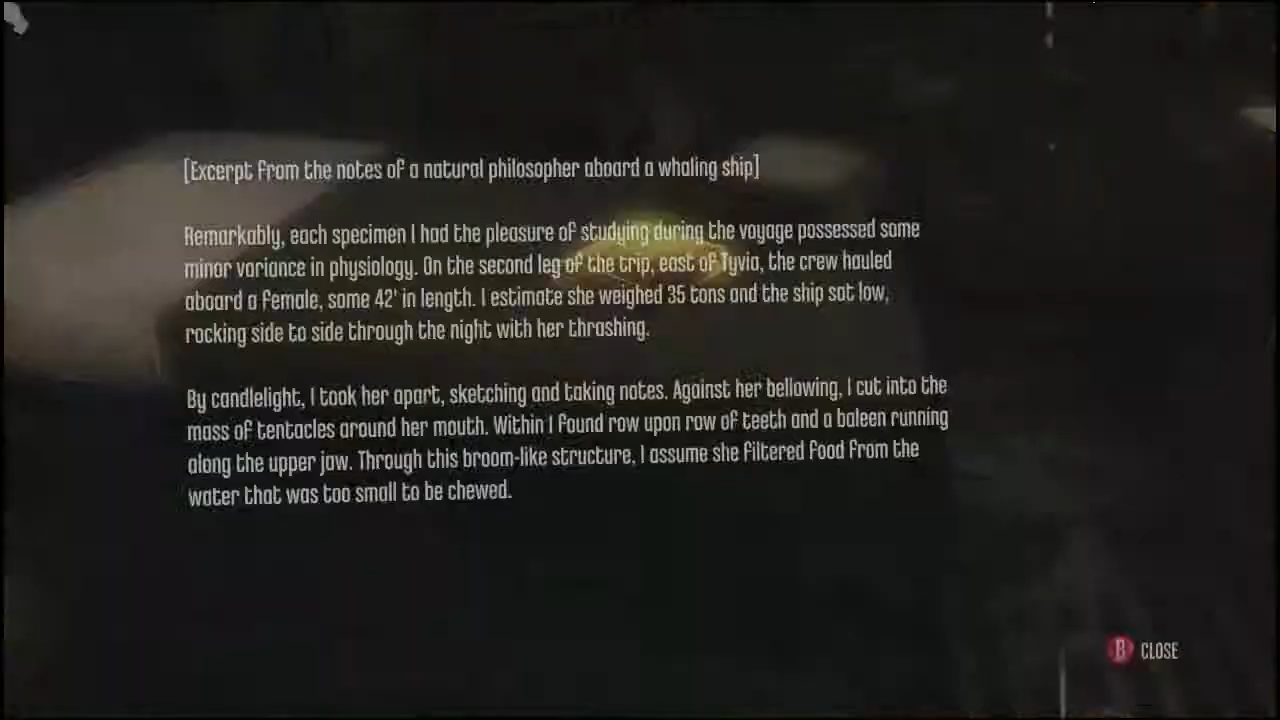 [Excerpt from the notes of a natural philosopher aboard a whaling ship]
Remarkably, each specimen I had the pleasure of studying during the voyage possessed some
minor variance in physiology. On the second leg of the trip, east of Tyvia, the crew hauled
aboard a female, some 42' in length. I estimate she weighed 35 tons and the ship sat low,
rocking side to side through the night with her thrashing.
By candlelight, I took her apart, sketching and taking notes. Against her bellowing, I cut into the
mass of tentacles around her mouth. Within I found row upon row of teeth and a baleen running
along the upper jaw. Through this broom-like structure, I assume she filtered food from the
water that was too small to be chewed.
B CLOSE